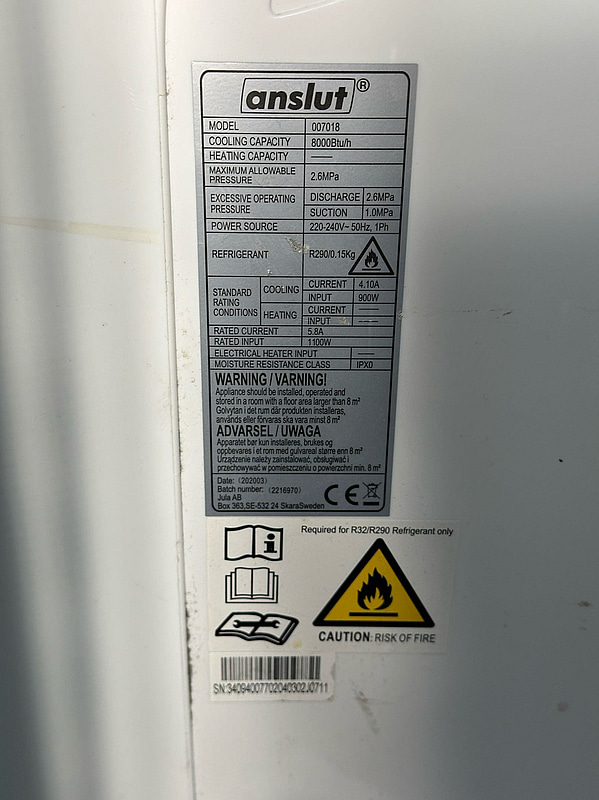 anslut®
MODEL 007018
COOLING CAPACITY 8000Btu/h
HEATING CAPACITY ——
MAXIMUM ALLOWABLE PRESSURE 2.6MPa
EXCESSIVE OPERATING PRESSURE DISCHARGE 2.6MPa
SUCTION 1.0MPa
POWER SOURCE 220-240V~ 50Hz, 1Ph
REFRIGERANT R290/0.15Kg
STANDARD RATING CONDITIONS COOLING CURRENT 4.10A
INPUT 900W
HEATING CURRENT ——
INPUT ——
RATED CURRENT 5.8A
RATED INPUT 1100W
ELECTRICAL HEATER INPUT ——
MOISTURE RESISTANCE CLASS IPX0
WARNING / VARNING!
Appliance should be installed, operated and
stored in a room with a floor area larger than 8 m²
Golvytan i det rum där produkten installeras,
används eller förvaras ska vara minst 8 m²
ADVARSEL / UWAGA
Apparatet bør kun installeres, brukes og
oppbevares i et rom med gulvareal større enn 8 m²
Urządzenie należy zainstalować, obsługiwać i
przechowywać w pomieszczeniu o powierzchni min. 8 m²
Date: (202003)
Batch number: (2216970)
Jula AB
Box 363,SE-532 24 SkaraSweden
CE
Required for R32/R290 Refrigerant only
CAUTION: RISK OF FIRE
SN:34094007702040302J0711